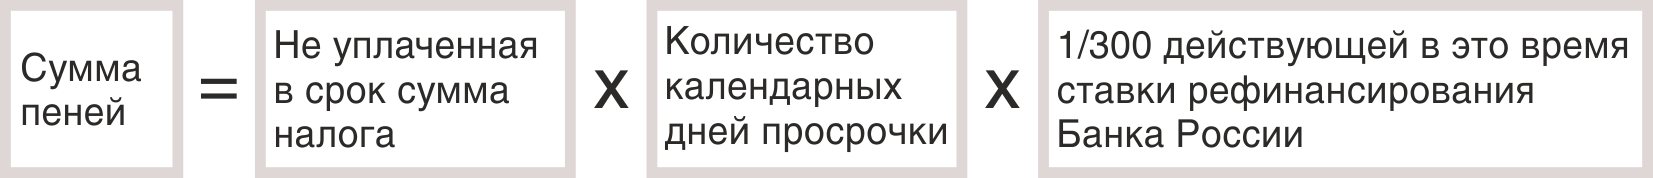 Сумма
пеней
=
Не уплаченная
в срок сумма
налога
х
Количество
календарных
дней просрочки
х
1/300 действующей в это время
ставки рефинансирования
Банка России